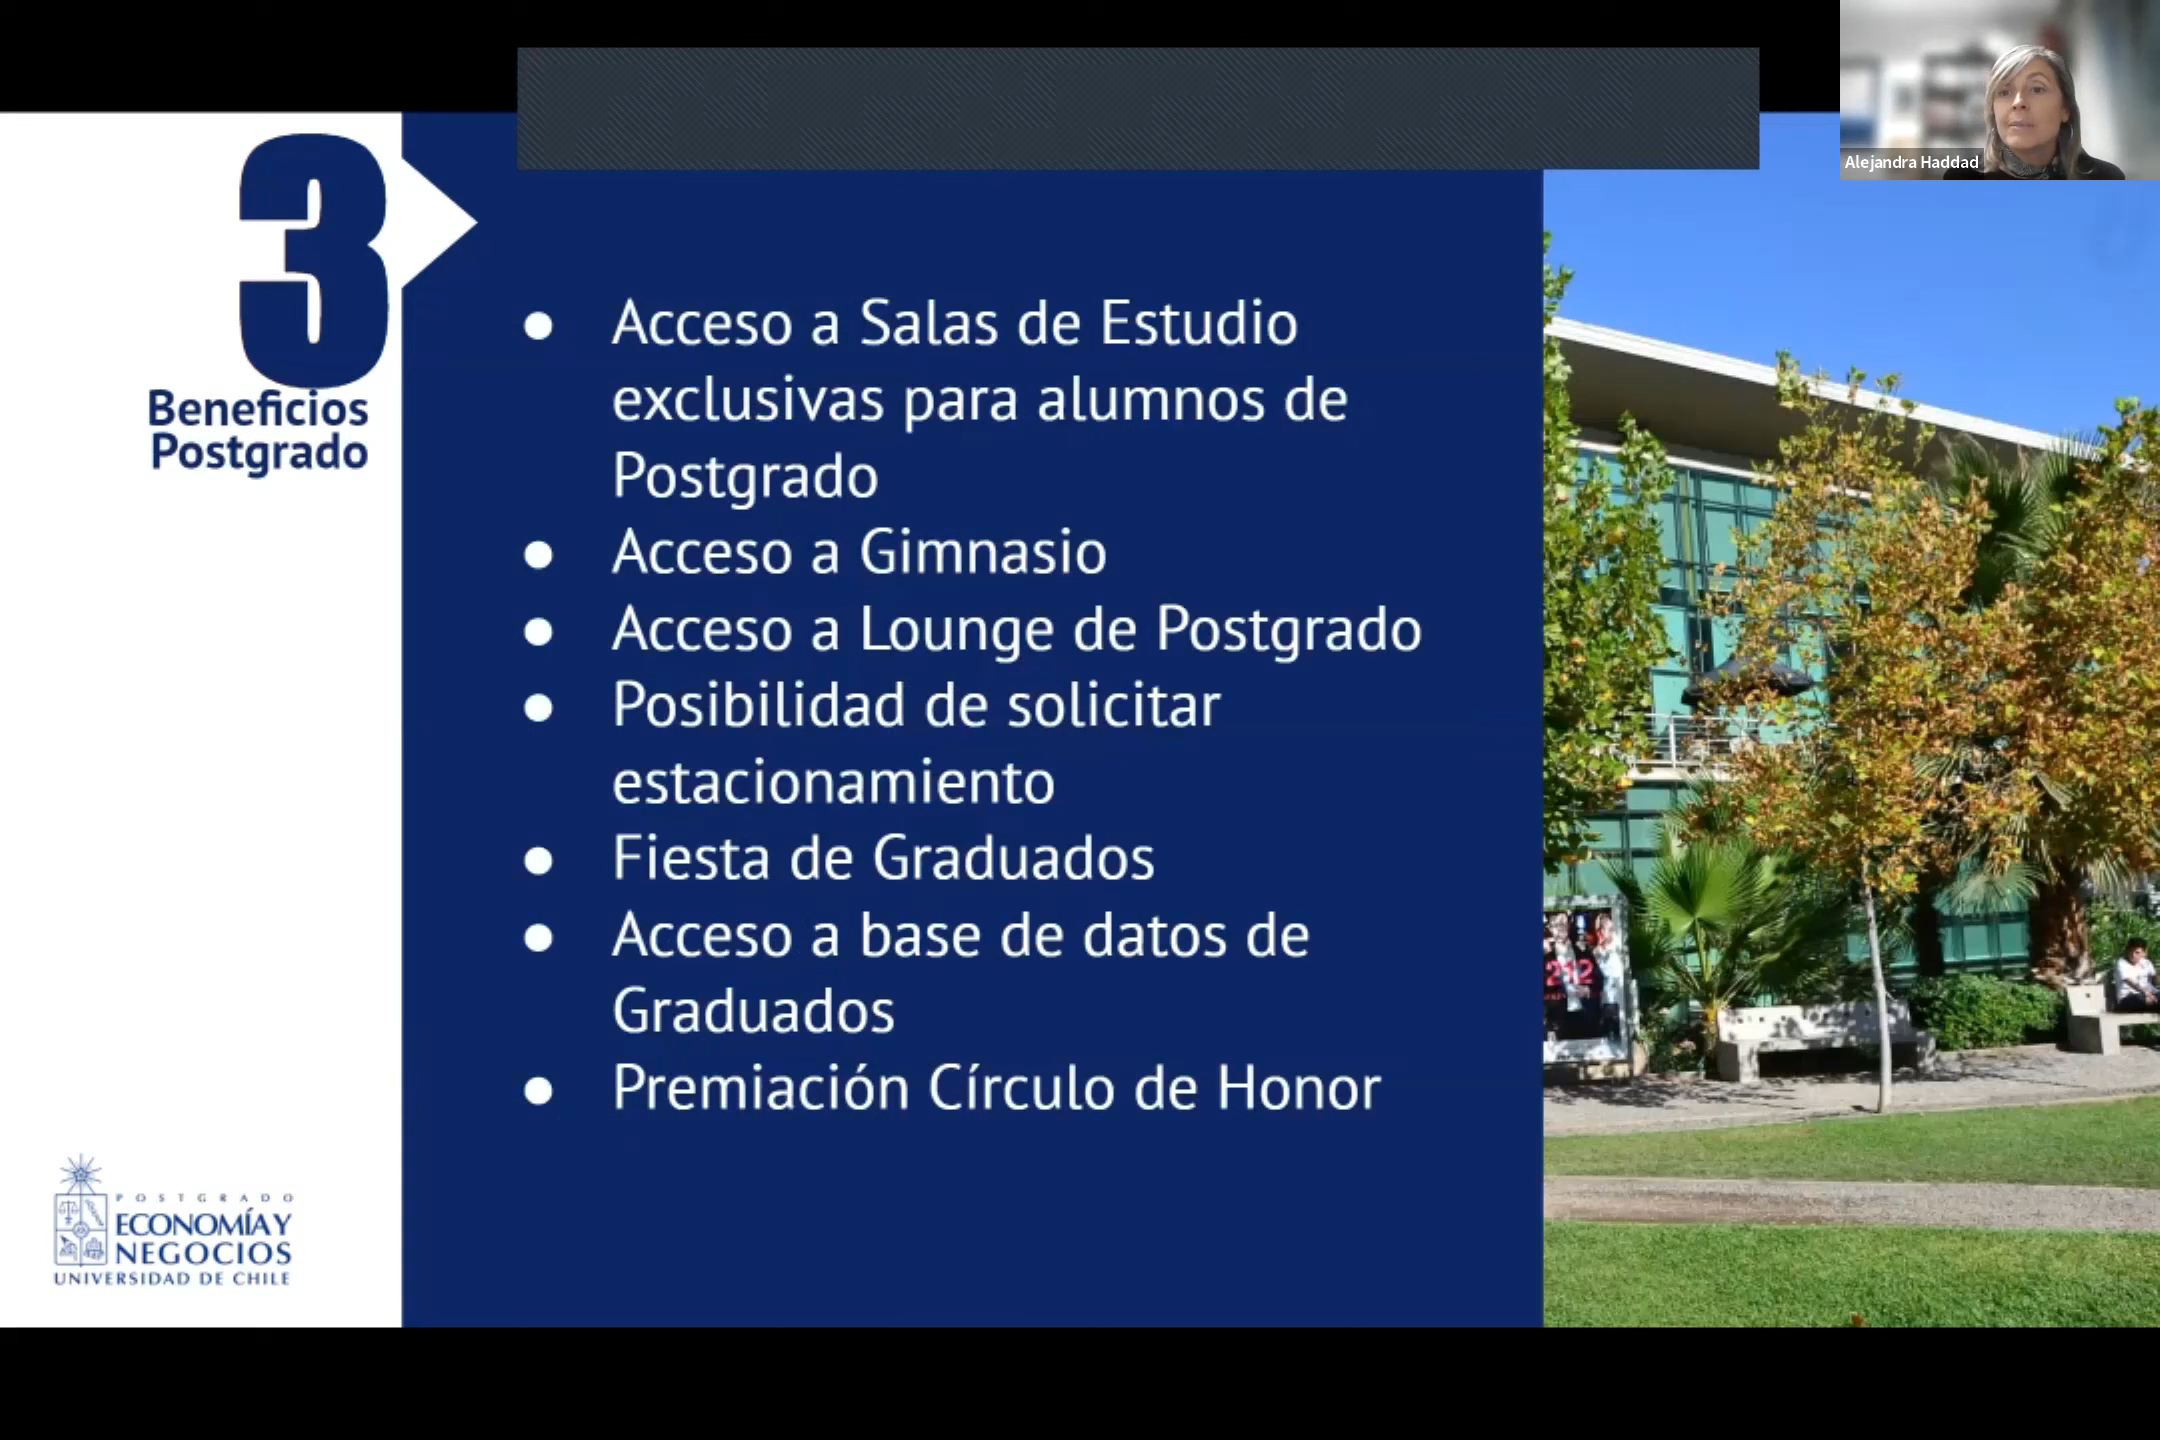 Alejandra Haddad
3
Beneficios
Postgrado
● Acceso a Salas de Estudio
exclusivas para alumnos de
Postgrado
● Acceso a Gimnasio
● Acceso a Lounge de Postgrado
● Posibilidad de solicitar
estacionamiento
● Fiesta de Graduados
● Acceso a base de datos de
Graduados
● Premiación Círculo de Honor
212
POSTGRADO
ECONOMÍA Y
NEGOCIOS
UNIVERSIDAD DE CHILE